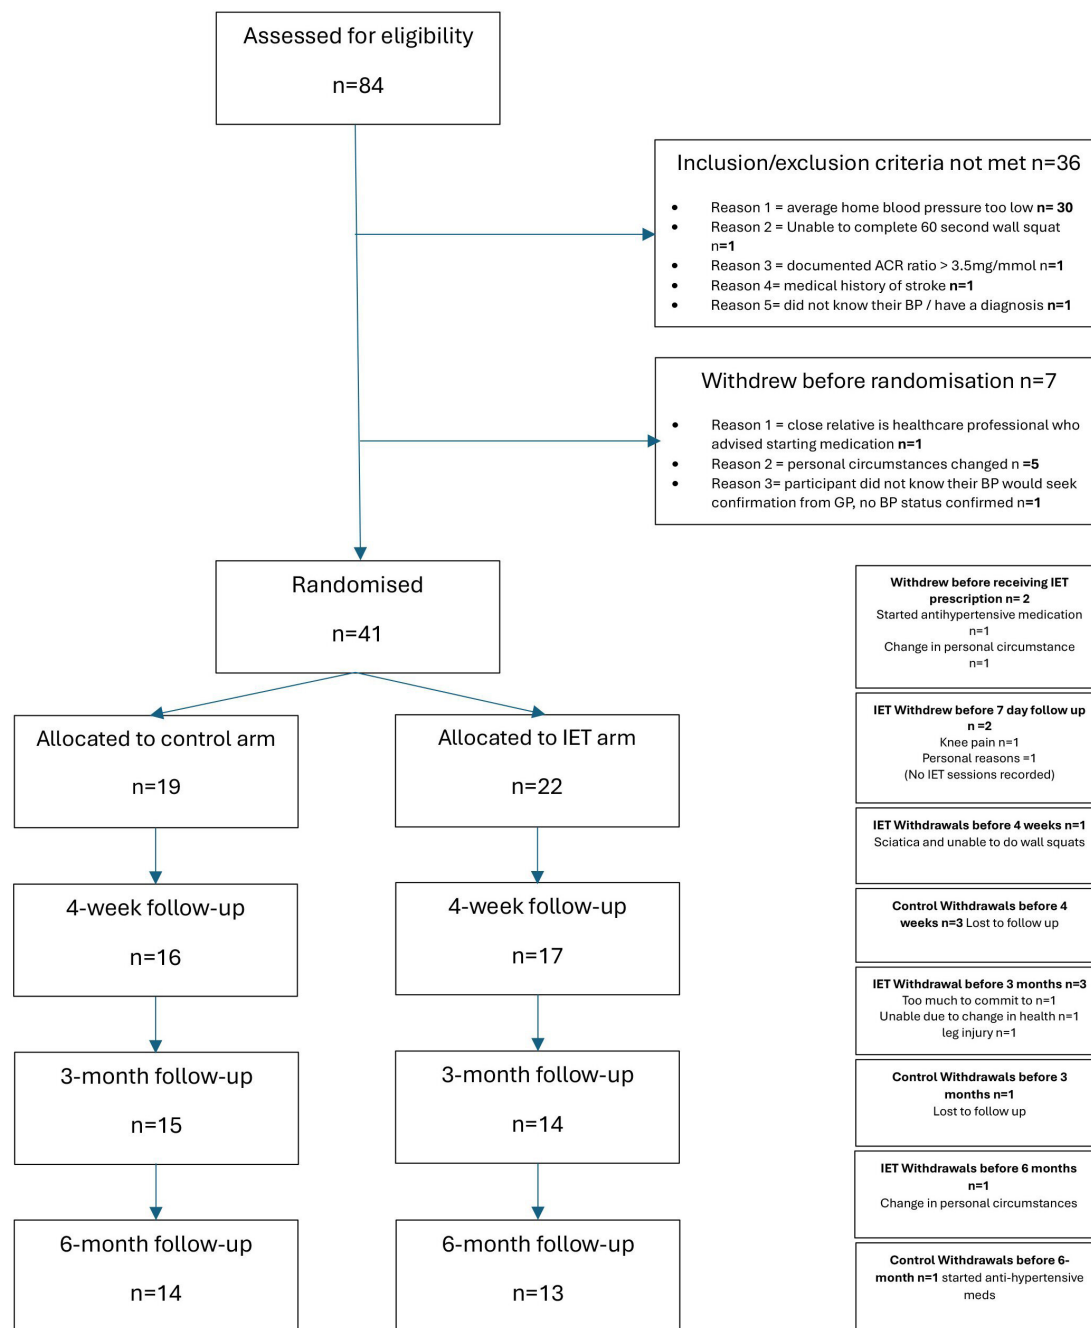 Assessed for eligibility
n=84
Inclusion/exclusion criteria not met n=36
• Reason 1 = average home blood pressure too low n= 30
• Reason 2 = Unable to complete 60 second wall squat
n=1
• Reason 3 = documented ACR ratio > 3.5mg/mmol n=1
• Reason 4= medical history of stroke n=1
• Reason 5= did not know their BP / have a diagnosis n=1
Withdrew before randomisation n=7
• Reason 1 = close relative is healthcare professional who
advised starting medication n=1
• Reason 2 = personal circumstances changed n =5
• Reason 3= participant did not know their BP would seek
confirmation from GP, no BP status confirmed n=1
Randomised
n=41
Allocated to control arm
n=19
Allocated to IET arm
n=22
4-week follow-up
n=16
4-week follow-up
n=17
3-month follow-up
n=15
3-month follow-up
n=14
6-month follow-up
n=14
6-month follow-up
n=13
Withdrew before receiving IET
prescription n= 2
Started antihypertensive medication
n=1
Change in personal circumstance
n=1
IET Withdrew before 7 day follow up
n =2
Knee pain n=1
Personal reasons =1
(No IET sessions recorded)
IET Withdrawals before 4 weeks n=1
Sciatica and unable to do wall squats
Control Withdrawals before 4
weeks n=3 Lost to follow up
IET Withdrawal before 3 months n=3
Too much to commit to n=1
Unable due to change in health n=1
leg injury n=1
Control Withdrawals before 3
months n=1
Lost to follow up
IET Withdrawals before 6 months
n=1
Change in personal circumstances
Control Withdrawals before 6-
month n=1 started anti-hypertensive
meds